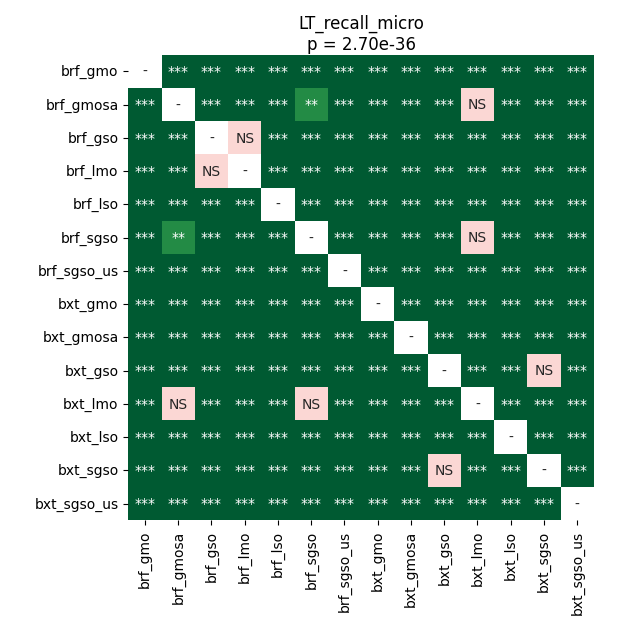 LT_recall_micro
p = 2.70e-36
brf_gmo - *** *** *** *** *** *** *** *** *** *** *** *** ***
brf_gmosa *** - *** *** *** ** *** *** *** *** NS *** *** ***
brf_gso *** *** - NS *** *** *** *** *** *** *** *** *** ***
brf_lmo *** *** NS - *** *** *** *** *** *** *** *** *** ***
brf_lso *** *** *** *** - *** *** *** *** *** *** *** *** ***
brf_sgso *** ** *** *** *** - *** *** *** *** NS *** *** ***
brf_sgso_us *** *** *** *** *** *** - *** *** *** *** *** *** ***
bxt_gmo *** *** *** *** *** *** *** - *** *** *** *** *** ***
bxt_gmosa *** *** *** *** *** *** *** *** - *** *** *** *** ***
bxt_gso *** *** *** *** *** *** *** *** *** - *** *** NS ***
bxt_lmo *** NS *** *** *** NS *** *** *** *** - *** *** ***
bxt_lso *** *** *** *** *** *** *** *** *** *** *** - *** ***
bxt_sgso *** *** *** *** *** *** *** *** *** NS *** *** - ***
bxt_sgso_us *** *** *** *** *** *** *** *** *** *** *** *** *** -
brf_gmo brf_gmosa brf_gso brf_lmo brf_lso brf_sgso brf_sgso_us bxt_gmo bxt_gmosa bxt_gso bxt_lmo bxt_lso bxt_sgso bxt_sgso_us